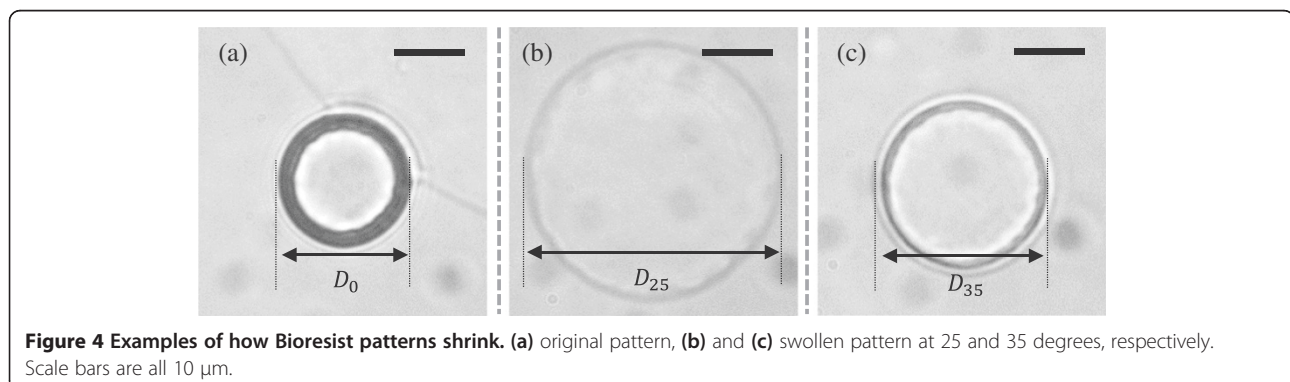 (a)
(b)
(c)
D₀
D₂₅
D₃₅
Figure 4 Examples of how Bioresist patterns shrink. (a) original pattern, (b) and (c) swollen pattern at 25 and 35 degrees, respectively.
Scale bars are all 10 μm.